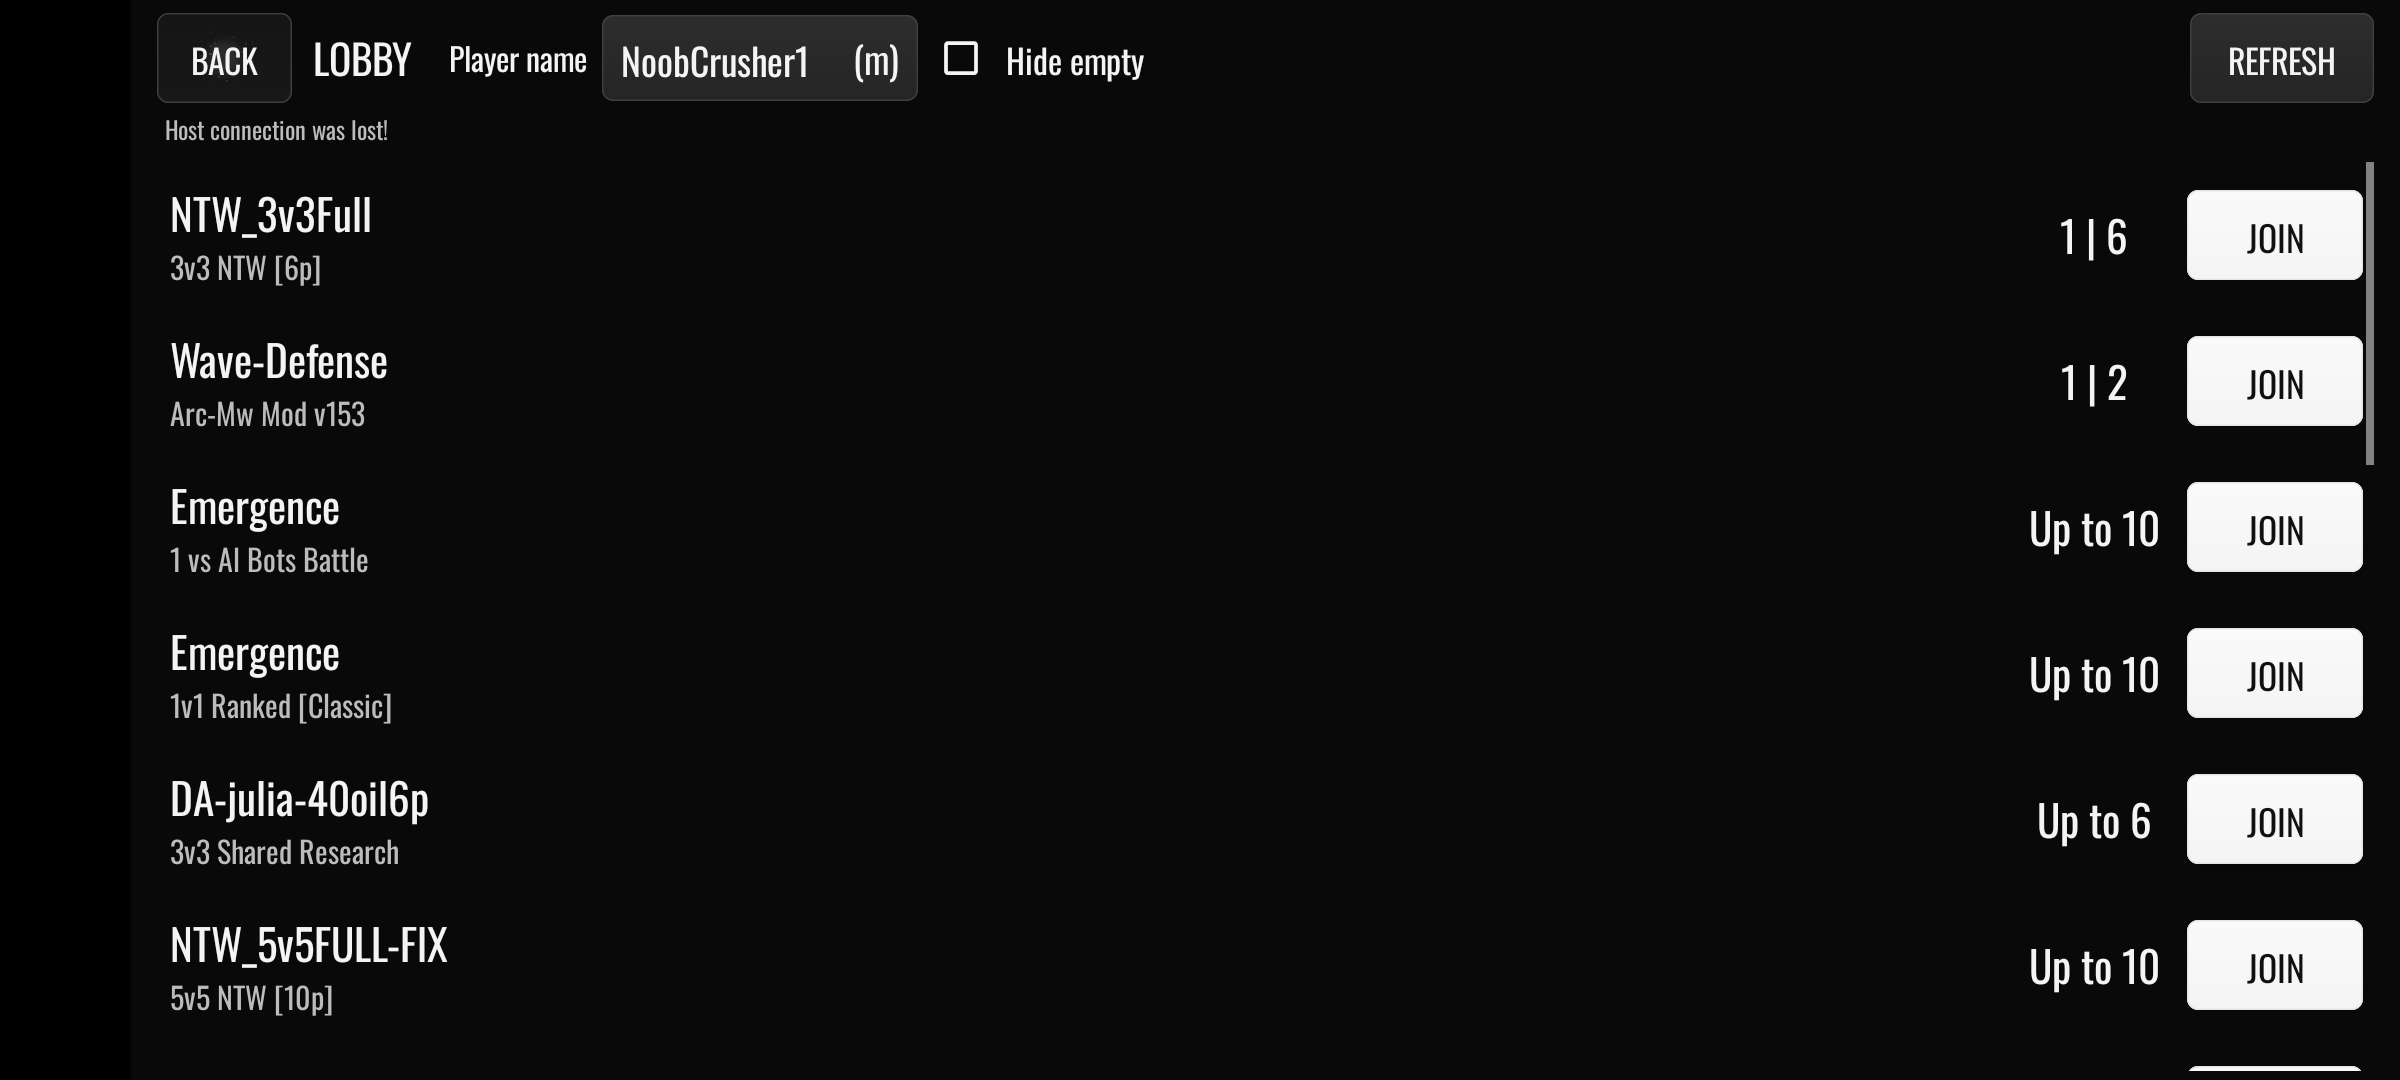 BACK LOBBY Player name NoobCrusher1 (m) Hide empty REFRESH
Host connection was lost!
NTW_3v3Full
3v3 NTW [6p]
1 | 6 JOIN
Wave-Defense
Arc-Mw Mod v153
1 | 2 JOIN
Emergence
1 vs AI Bots Battle
Up to 10 JOIN
Emergence
1v1 Ranked [Classic]
Up to 10 JOIN
DA-julia-40oil6p
3v3 Shared Research
Up to 6 JOIN
NTW_5v5FULL-FIX
5v5 NTW [10p]
Up to 10 JOIN